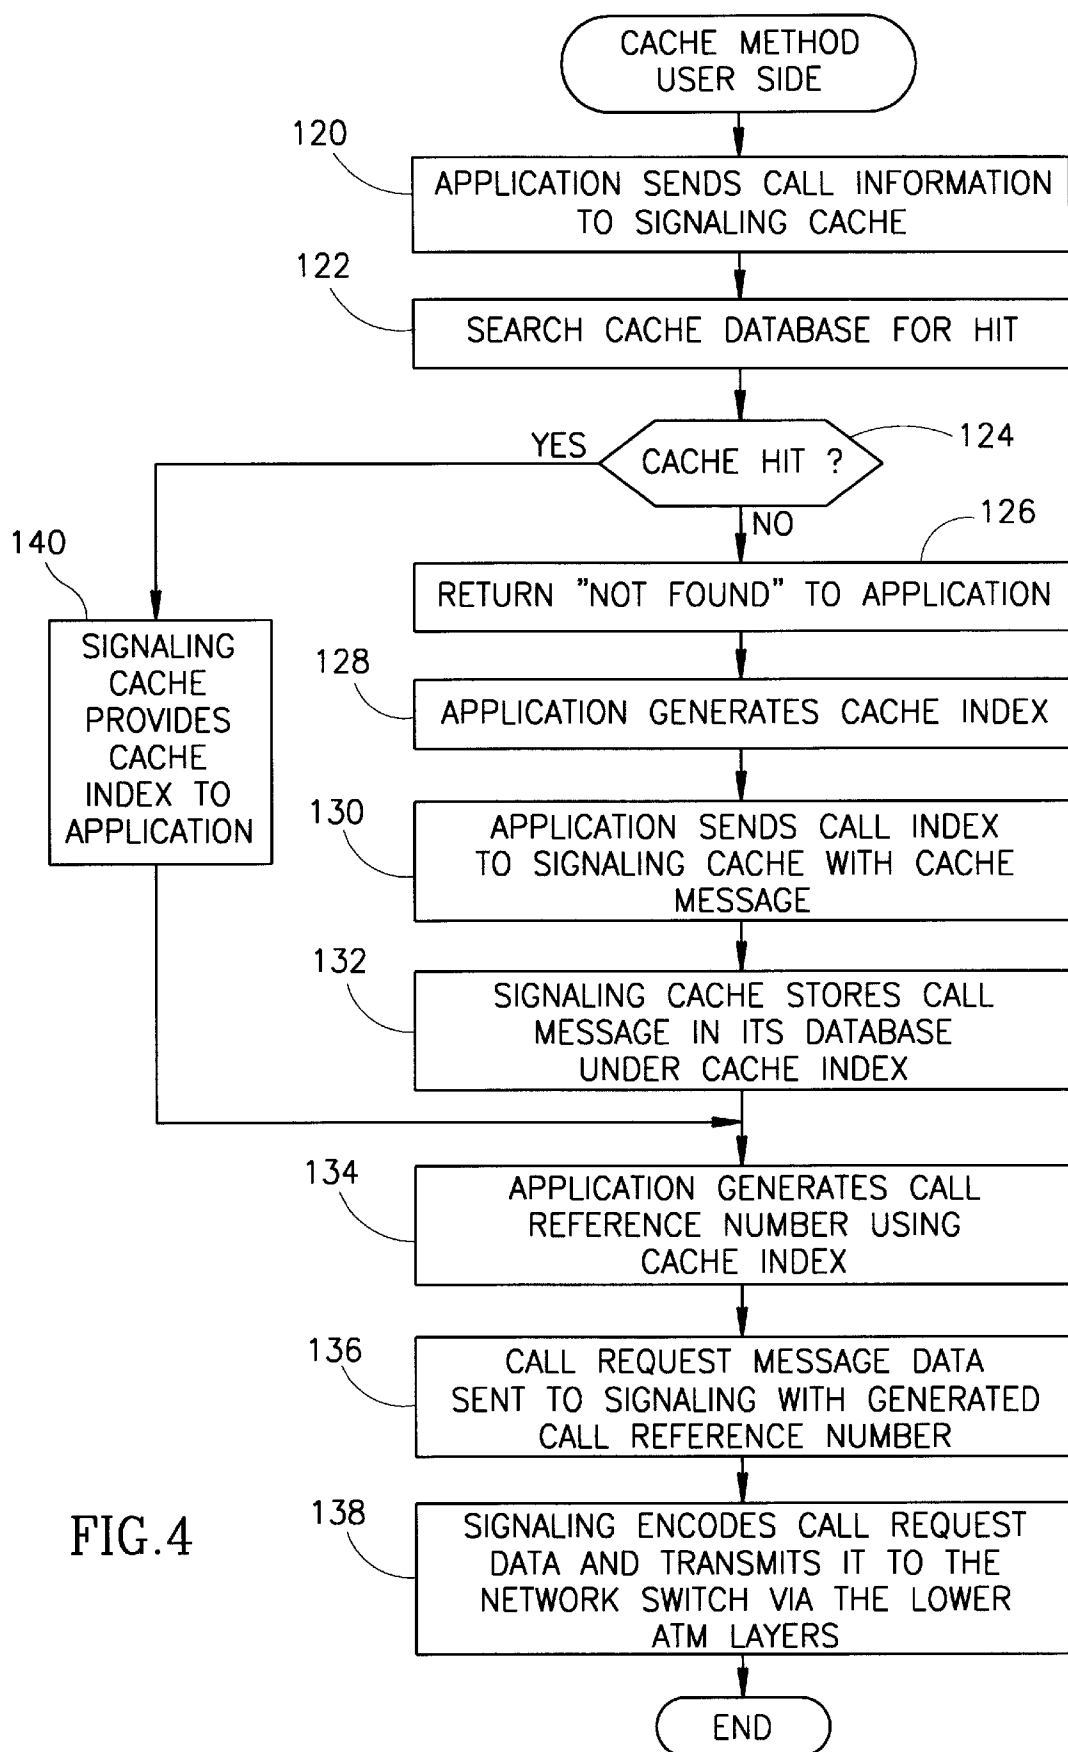 CACHE METHOD
USER SIDE
120
APPLICATION SENDS CALL INFORMATION
TO SIGNALING CACHE
122
SEARCH CACHE DATABASE FOR HIT
124
YES
CACHE HIT ?
NO
126
RETURN "NOT FOUND" TO APPLICATION
140
SIGNALING
CACHE
PROVIDES
CACHE
INDEX TO
APPLICATION
128
APPLICATION GENERATES CACHE INDEX
130
APPLICATION SENDS CALL INDEX
TO SIGNALING CACHE WITH CACHE
MESSAGE
132
SIGNALING CACHE STORES CALL
MESSAGE IN ITS DATABASE
UNDER CACHE INDEX
134
APPLICATION GENERATES CALL
REFERENCE NUMBER USING
CACHE INDEX
136
CALL REQUEST MESSAGE DATA
SENT TO SIGNALING WITH GENERATED
CALL REFERENCE NUMBER
138
SIGNALING ENCODES CALL REQUEST
DATA AND TRANSMITS IT TO THE
NETWORK SWITCH VIA THE LOWER
ATM LAYERS
FIG.4
END